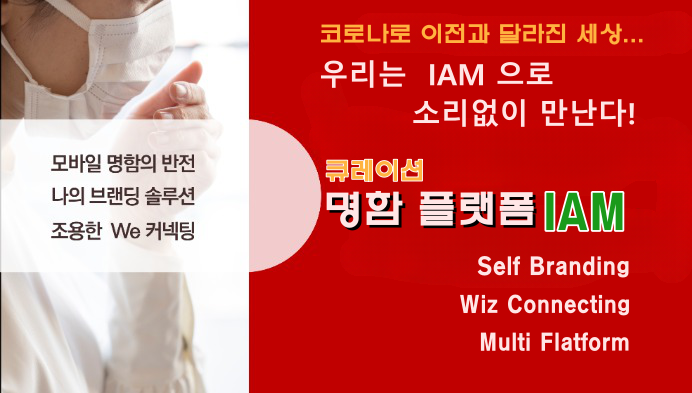 코로나로 이전과 달라진 세상...
우리는 IAM 으로
소리없이 만난다!
모바일 명함의 반전
나의 브랜딩 솔루션
조용한 We 커넥팅
큐레이션
명함 플랫폼 IAM
Self Branding
Wiz Connecting
Multi Flatform